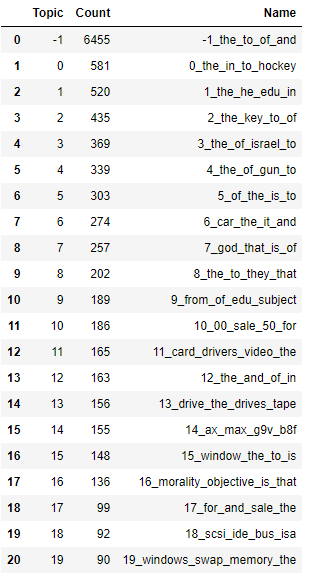 Topic Count Name
0 -1 6455 -1_the_to_of_and
1 0 581 0_the_in_to_hockey
2 1 520 1_the_he_edu_in
3 2 435 2_the_key_to_of
4 3 369 3_the_of_israel_to
5 4 339 4_the_of_gun_to
6 5 303 5_of_the_is_to
7 6 274 6_car_the_it_and
8 7 257 7_god_that_is_of
9 8 202 8_the_to_they_that
10 9 189 9_from_of_edu_subject
11 10 186 10_00_sale_50_for
12 11 165 11_card_drivers_video_the
13 12 163 12_the_and_of_in
14 13 156 13_drive_the_drives_tape
15 14 155 14_ax_max_g9v_b8f
16 15 148 15_window_the_to_is
17 16 136 16_morality_objective_is_that
18 17 99 17_for_and_sale_the
19 18 92 18_scsi_ide_bus_isa
20 19 90 19_windows_swap_memory_the